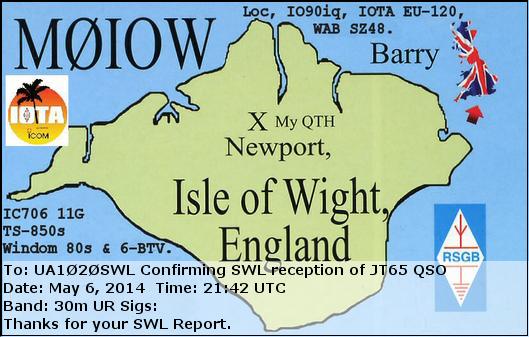 Loc, IO90iq, IOTA EU-120,
WAB SZ48.
MØIOW
Barry
IOTA
ICOM
X My QTH
Newport,
Isle of Wight,
England
IC706 11G
TS-850s
Windom 80s & 6-BTV.
RSGB
To: UA1Ø2ØSWL Confirming SWL reception of JT65 QSO
Date: May 6, 2014 Time: 21:42 UTC
Band: 30m UR Sigs:
Thanks for your SWL Report.